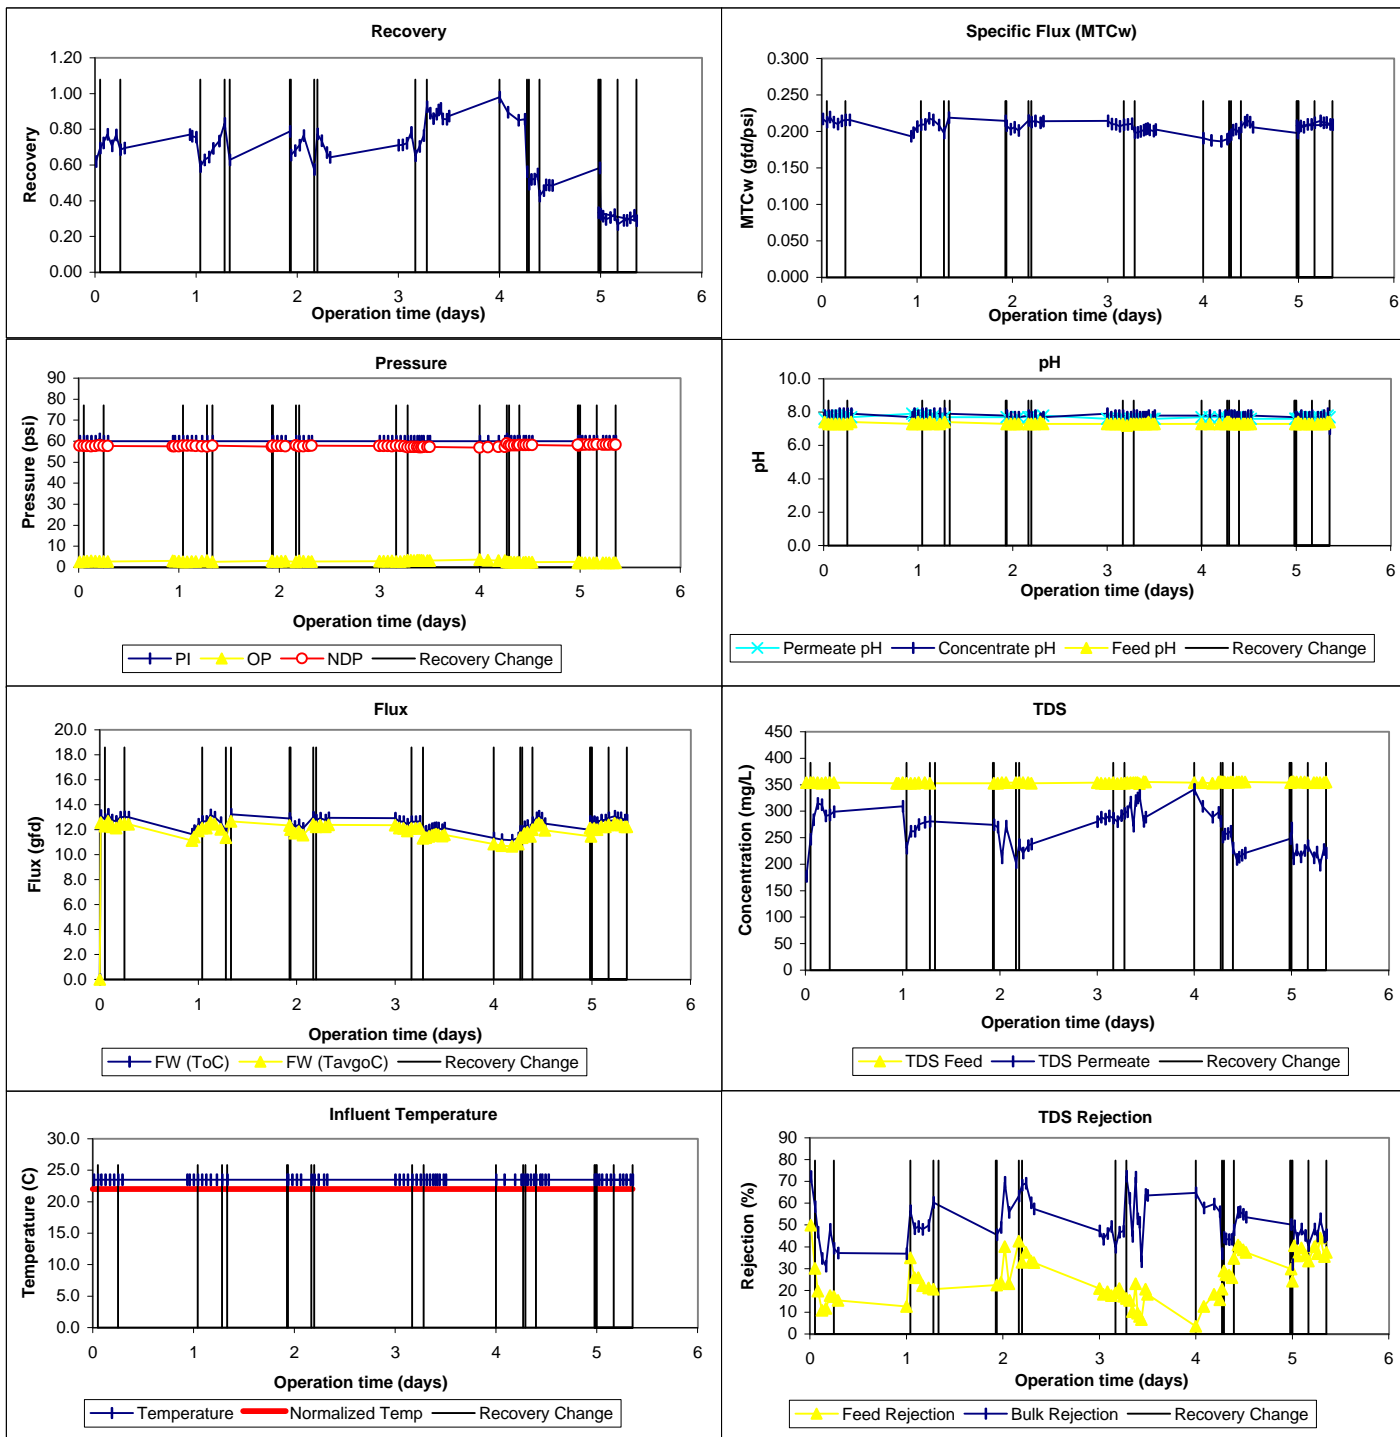 Recovery
1.20
1.00
0.80
0.60
0.40
0.20
0.00
Recovery
0 1 2 3 4 5 6
Operation time (days)
Specific Flux (MTCw)
0.300
0.250
0.200
0.150
0.100
0.050
0.000
MTCw (gfd/psi)
0 1 2 3 4 5 6
Operation time (days)
Pressure
90
80
70
60
50
40
30
20
10
0
Pressure (psi)
0 1 2 3 4 5 6
Operation time (days)
PI OP NDP Recovery Change
pH
10.0
8.0
6.0
4.0
2.0
0.0
pH
0 1 2 3 4 5 6
Operation time (days)
Permeate pH Concentrate pH Feed pH Recovery Change
Flux
20.0
18.0
16.0
14.0
12.0
10.0
8.0
6.0
4.0
2.0
0.0
Flux (gfd)
0 1 2 3 4 5 6
Operation time (days)
FW (ToC) FW (TavgoC) Recovery Change
TDS
450
400
350
300
250
200
150
100
50
0
Concentration (mg/L)
0 1 2 3 4 5 6
Operation time (days)
TDS Feed TDS Permeate Recovery Change
Influent Temperature
30.0
25.0
20.0
15.0
10.0
5.0
0.0
Temperature (C)
0 1 2 3 4 5 6
Operation time (days)
Temperature Normalized Temp Recovery Change
TDS Rejection
90
80
70
60
50
40
30
20
10
0
Rejection (%)
0 1 2 3 4 5 6
Operation time (days)
Feed Rejection Bulk Rejection Recovery Change